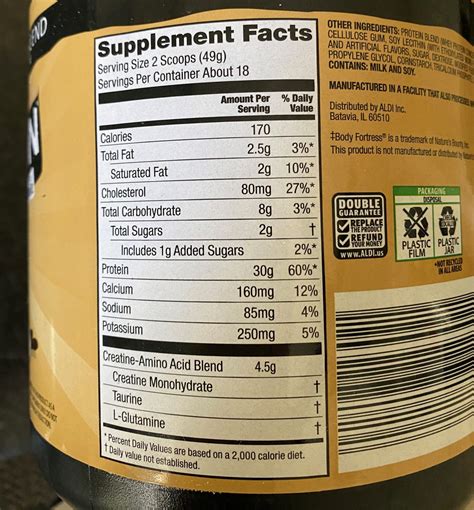 OND
N
Supplement Facts
Serving Size 2 Scoops (49g)
Servings Per Container About 18
Amount Per Serving % Daily Value
Calories 170
Total Fat 2.5g 3%*
Saturated Fat 2g 10%*
Cholesterol 80mg 27%*
Total Carbohydrate 8g 3%*
Total Sugars 2g †
Includes 1g Added Sugars 2%*
Protein 30g 60%*
Calcium 160mg 12%
Sodium 85mg 4%
Potassium 250mg 5%
Creatine-Amino Acid Blend 4.5g
Creatine Monohydrate †
Taurine †
L-Glutamine †
* Percent Daily Values are based on a 2,000 calorie diet.
† Daily value not established.
OTHER INGREDIENTS: PROTEIN BLEND (WHEY PROTEIN
CELLULOSE GUM, SOY LECITHIN
AND ARTIFICIAL FLAVORS, SUGAR, DEXTROSE,
PROPYLENE GLYCOL, CORNSTARCH, TRICALCIUM
CONTAINS: MILK AND SOY.
MANUFACTURED IN A FACILITY THAT ALSO
Distributed by ALDI Inc.
Batavia, IL 60510
‡Body Fortress® is a trademark of Nature's Bounty, Inc.
This product is not manufactured or distributed by
DOUBLE
GUARANTEE
REPLACE
THE PRODUCT
REFUND
YOUR MONEY
WWW.ALDI.us
PACKAGING
DISPOSAL
PLASTIC
FILM
PLASTIC
JAR
*NOT RECYCLED
IN ALL AREAS